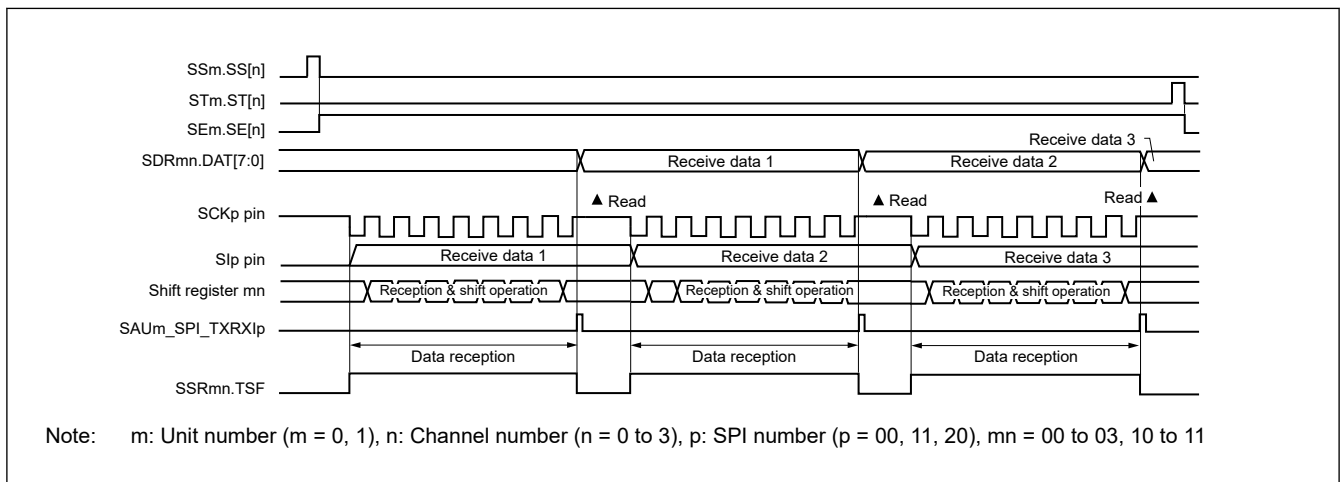 SSm.SS[n]
STm.ST[n]
SEm.SE[n]
Receive data 3
SDRmn.DAT[7:0]
Receive data 1
Receive data 2
▲ Read
▲ Read
Read ▲
SCKp pin
SIp pin
Receive data 1
Receive data 2
Receive data 3
Shift register mn
Reception & shift operation
Reception & shift operation
Reception & shift operation
SAUm_SPI_TXRXIp
Data reception
Data reception
Data reception
SSRmn.TSF
Note: m: Unit number (m = 0, 1), n: Channel number (n = 0 to 3), p: SPI number (p = 00, 11, 20), mn = 00 to 03, 10 to 11